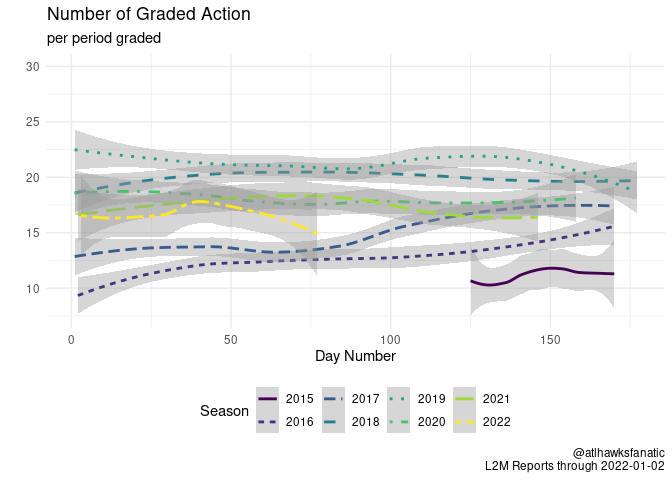 Number of Graded Action
per period graded
30
25
20
15
10
0 50 100 150
Day Number
Season
2015 2017 2019 2021
2016 2018 2020 2022
@atlhawksfanatic
L2M Reports through 2022-01-02